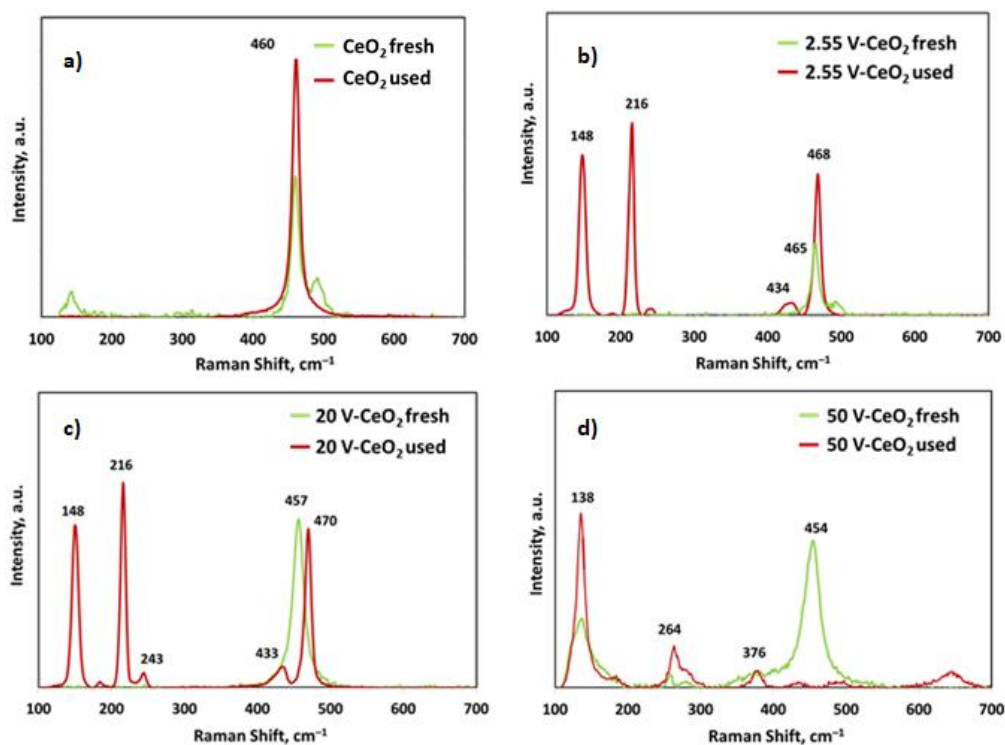 a)
460
CeO₂ fresh
CeO₂ used
Intensity, a.u.
100 200 300 400 500 600 700
Raman Shift, cm⁻¹
b)
2.55 V-CeO₂ fresh
2.55 V-CeO₂ used
148
216
434
465
468
Intensity, a.u.
100 200 300 400 500 600 700
Raman Shift, cm⁻¹
c)
20 V-CeO₂ fresh
20 V-CeO₂ used
148
216
243
433
457
470
Intensity, a.u.
100 200 300 400 500 600 700
Raman Shift, cm⁻¹
d)
50 V-CeO₂ fresh
50 V-CeO₂ used
138
264
376
454
Intensity, a.u.
100 200 300 400 500 600 700
Raman Shift, cm⁻¹